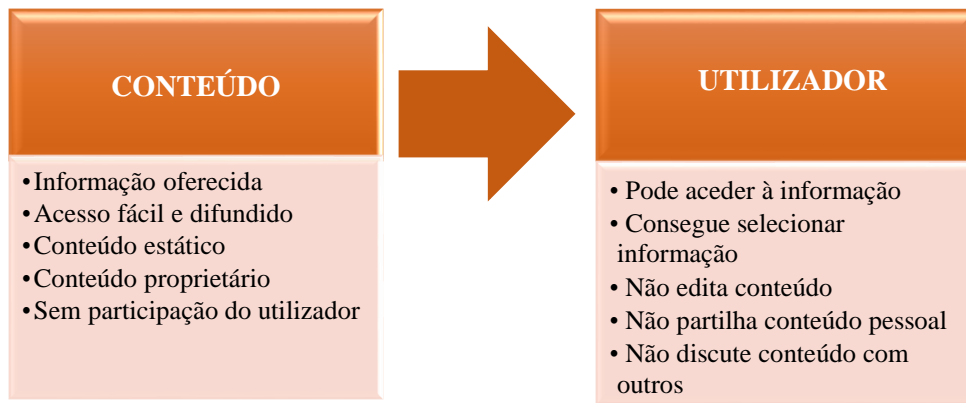 CONTEÚDO
•Informação oferecida
•Acesso fácil e difundido
•Conteúdo estático
•Conteúdo proprietário
•Sem participação do utilizador
UTILIZADOR
• Pode aceder à informação
• Consegue selecionar
informação
• Não edita conteúdo
• Não partilha conteúdo pessoal
• Não discute conteúdo com
outros